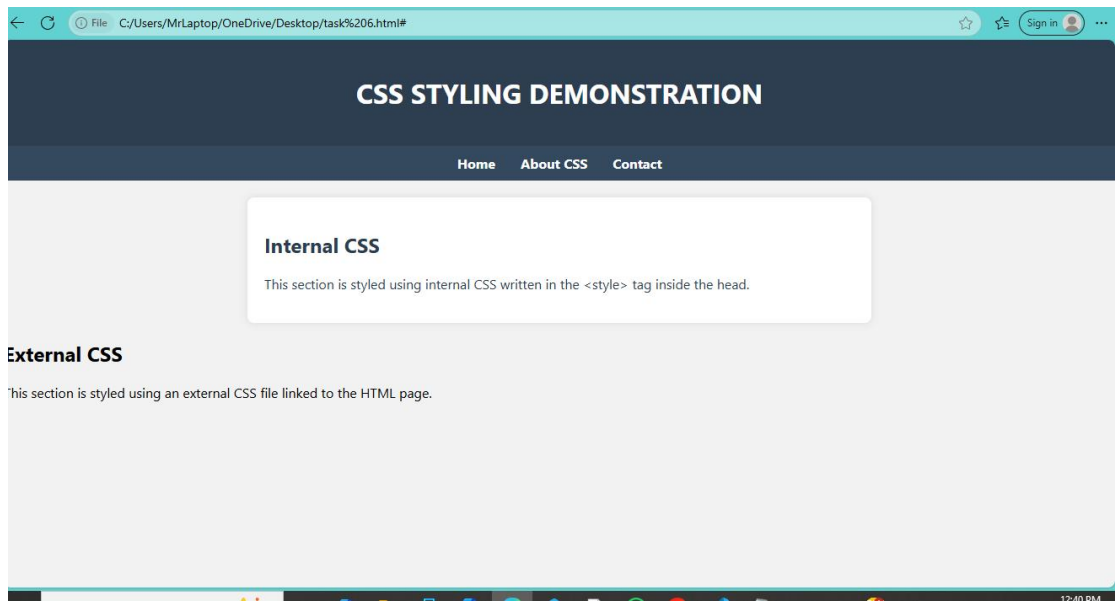 File C:/Users/MrLaptop/OneDrive/Desktop/task%206.html# Sign in
CSS STYLING DEMONSTRATION
Home About CSS Contact
Internal CSS
This section is styled using internal CSS written in the <style> tag inside the head.
External CSS
This section is styled using an external CSS file linked to the HTML page.
12:40 PM